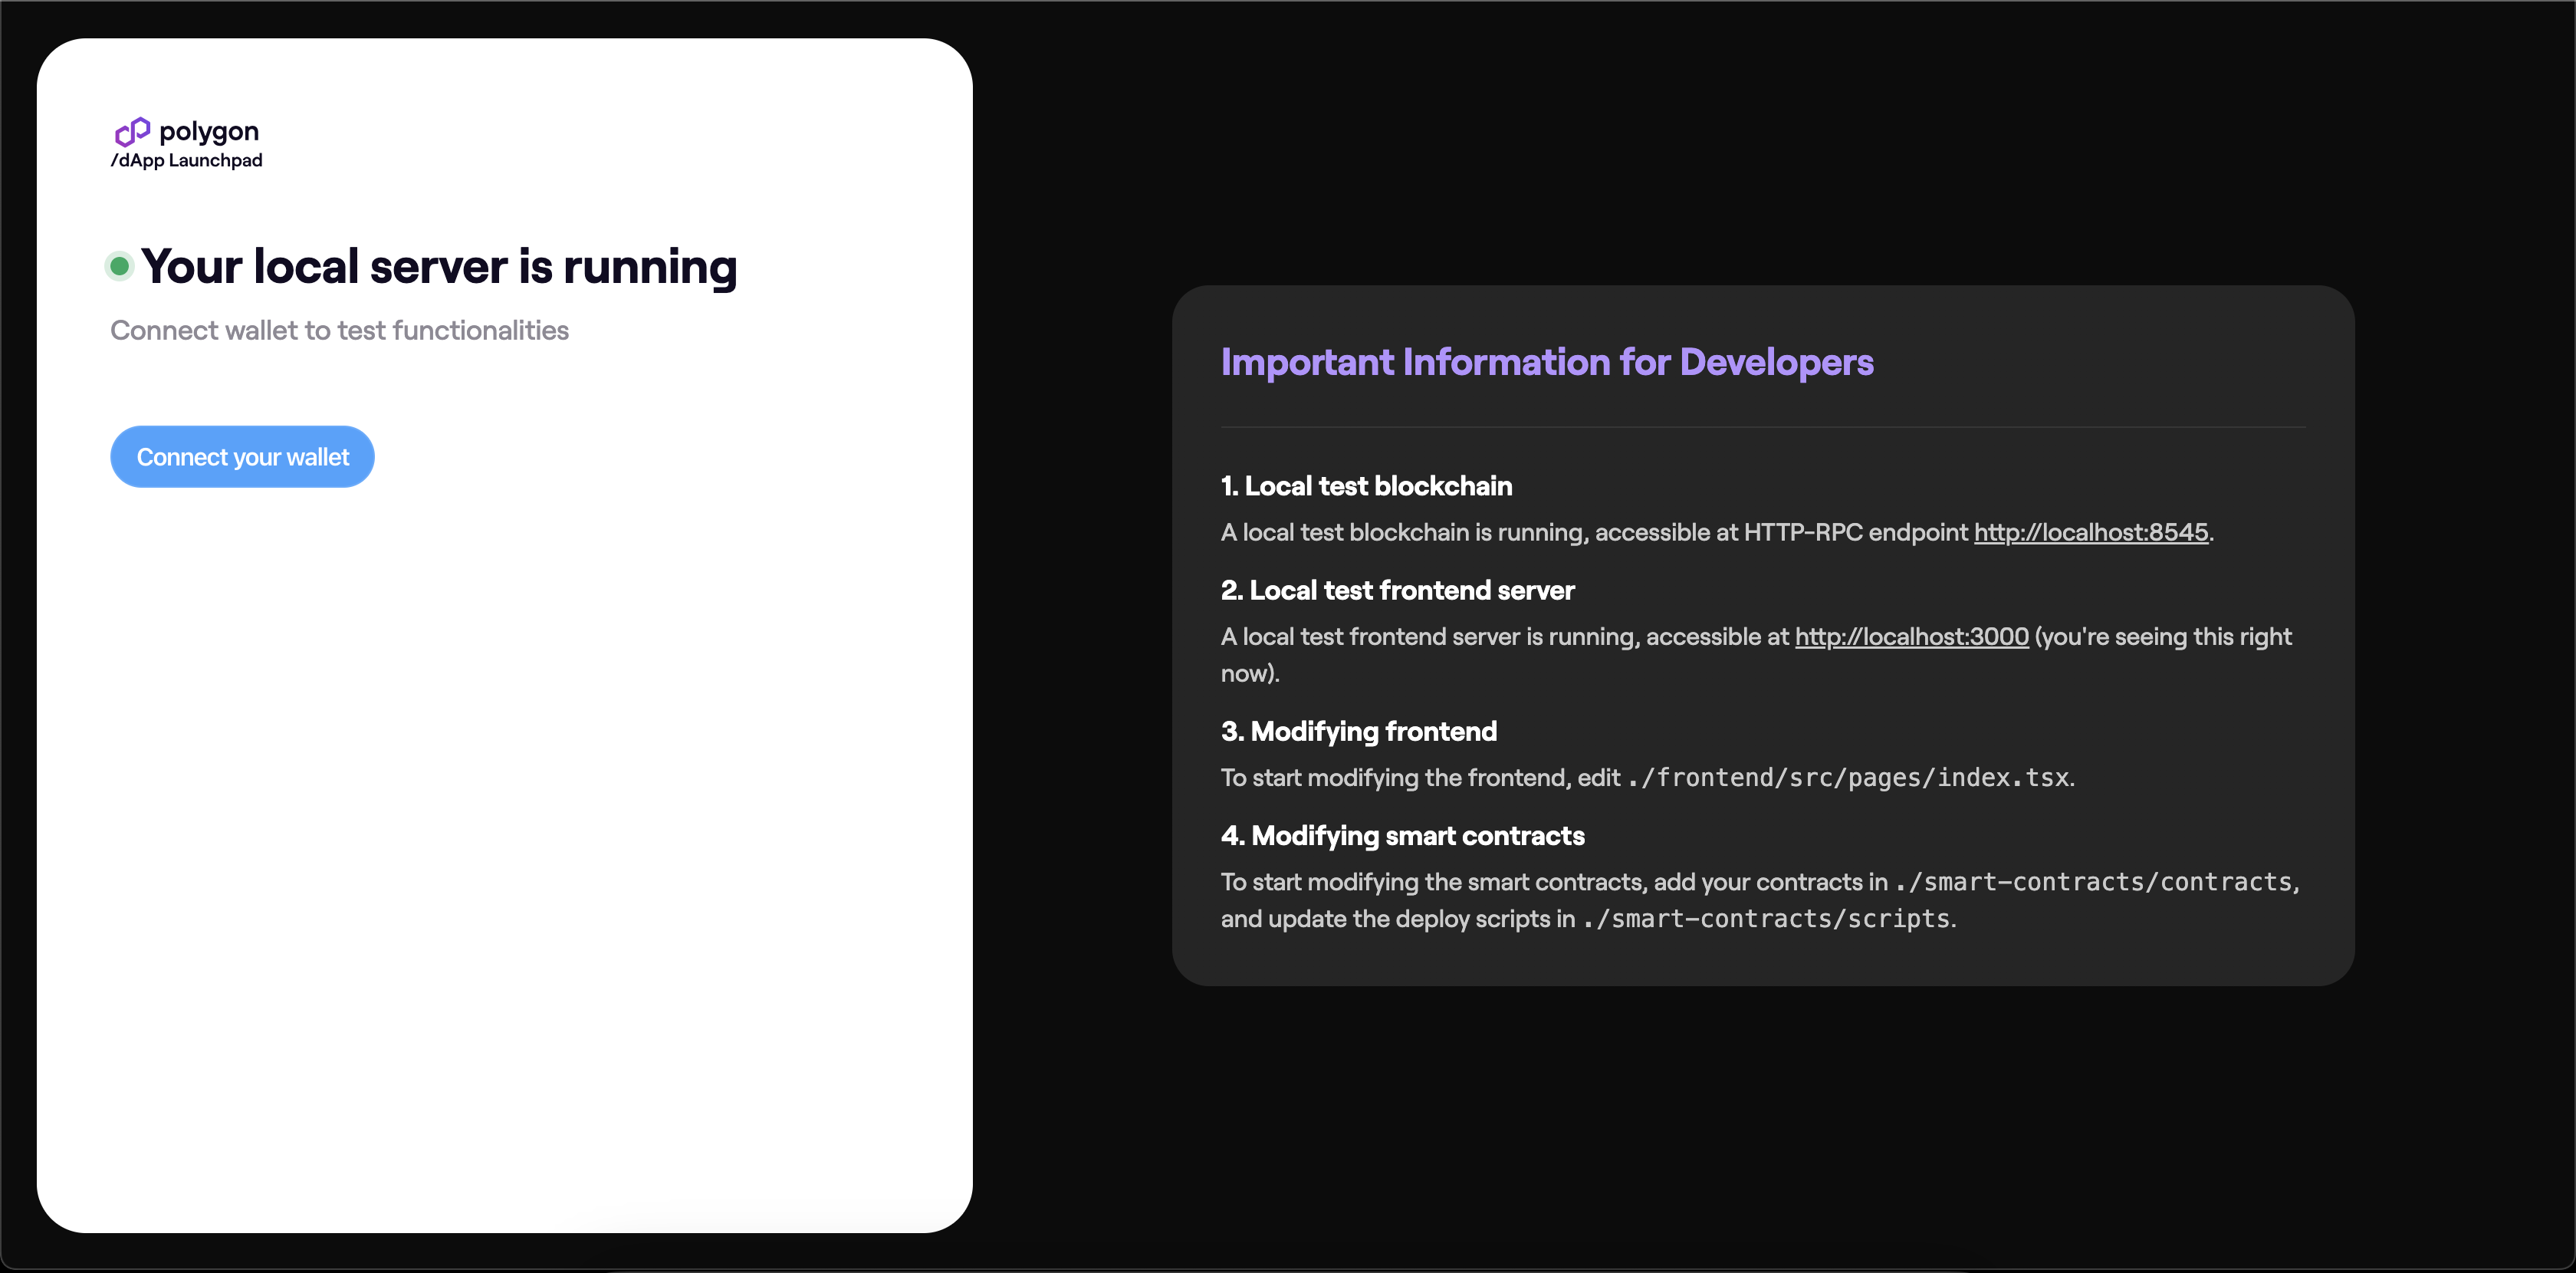 polygon
/dApp Launchpad
Your local server is running
Connect wallet to test functionalities
Connect your wallet
Important Information for Developers
1. Local test blockchain
A local test blockchain is running, accessible at HTTP-RPC endpoint http://localhost:8545.
2. Local test frontend server
A local test frontend server is running, accessible at http://localhost:3000 (you're seeing this right
now).
3. Modifying frontend
To start modifying the frontend, edit ./frontend/src/pages/index.tsx.
4. Modifying smart contracts
To start modifying the smart contracts, add your contracts in ./smart-contracts/contracts,
and update the deploy scripts in ./smart-contracts/scripts.